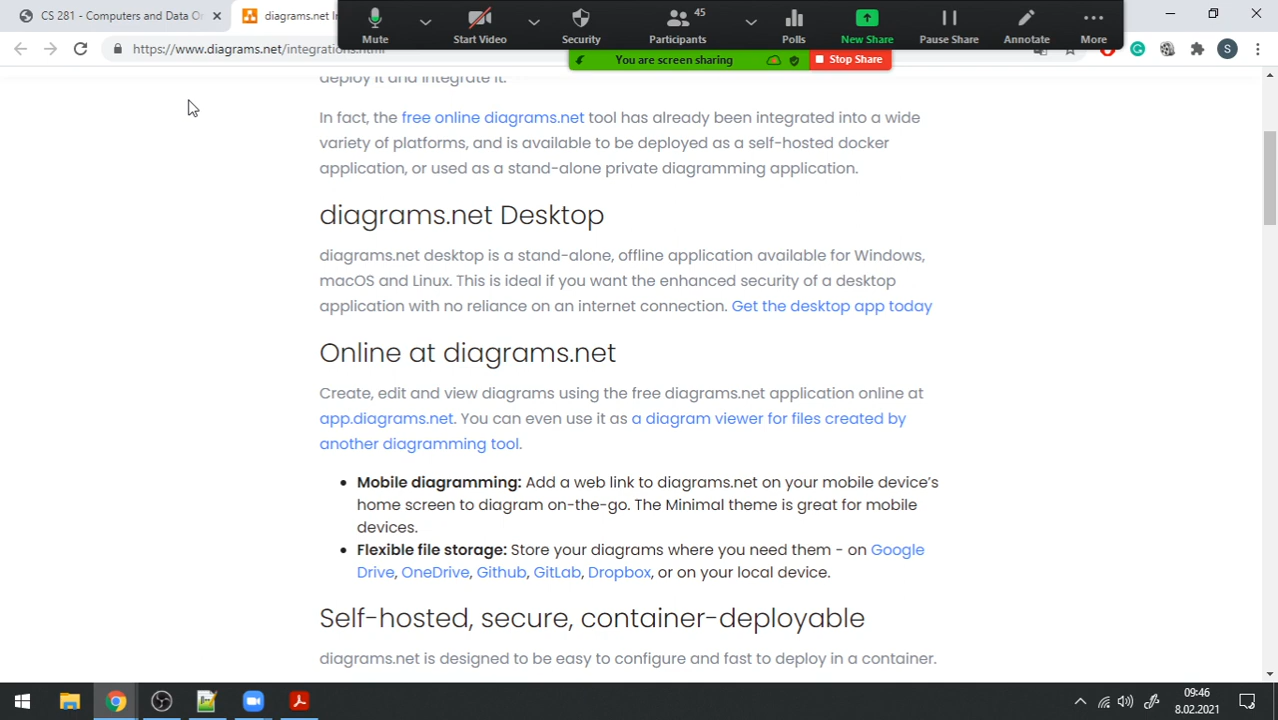 CS 281 - Computers and Data Or
diagrams.net In
Mute
Start Video
Security
45
Participants
Polls
New Share
Pause Share
Annotate
More
https://www.diagrams.net/integrations.html
You are screen sharing
Stop Share
S
deploy it and integrate it.
In fact, the free online diagrams.net tool has already been integrated into a wide
variety of platforms, and is available to be deployed as a self-hosted docker
application, or used as a stand-alone private diagramming application.
diagrams.net Desktop
diagrams.net desktop is a stand-alone, offline application available for Windows,
macOS and Linux. This is ideal if you want the enhanced security of a desktop
application with no reliance on an internet connection. Get the desktop app today
Online at diagrams.net
Create, edit and view diagrams using the free diagrams.net application online at
app.diagrams.net. You can even use it as a diagram viewer for files created by
another diagramming tool.
• Mobile diagramming: Add a web link to diagrams.net on your mobile device's
home screen to diagram on-the-go. The Minimal theme is great for mobile
devices.
• Flexible file storage: Store your diagrams where you need them - on Google
Drive, OneDrive, Github, GitLab, Dropbox, or on your local device.
Self-hosted, secure, container-deployable
diagrams.net is designed to be easy to configure and fast to deploy in a container.
09:46
8.02.2021